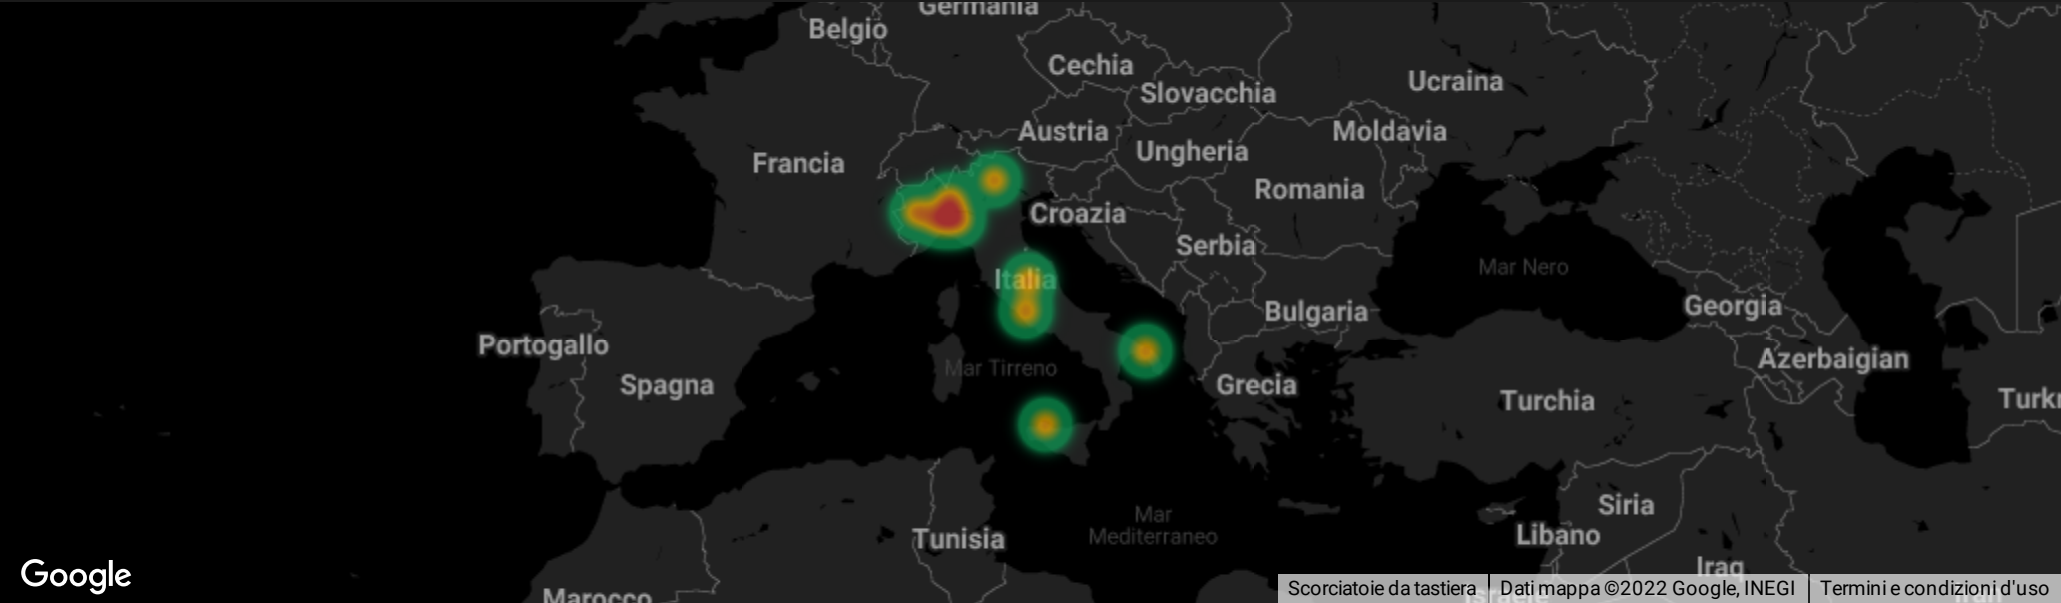 Germania
Belgio
Cechia
Ucraina
Slovacchia
Austria
Moldavia
Ungheria
Francia
Romania
Croazia
Serbia
Mar Nero
Italia
Georgia
Bulgaria
Portogallo
Azerbaigian
Mar Tirreno
Spagna
Grecia
Turchia
Turk
Siria
Mar
Mediterraneo
Libano
Tunisia
Iraq
Google
Marocco
Scorciatoie da tastiera
Dati mappa ©2022 Google, INEGI
Termini e condizioni d'uso